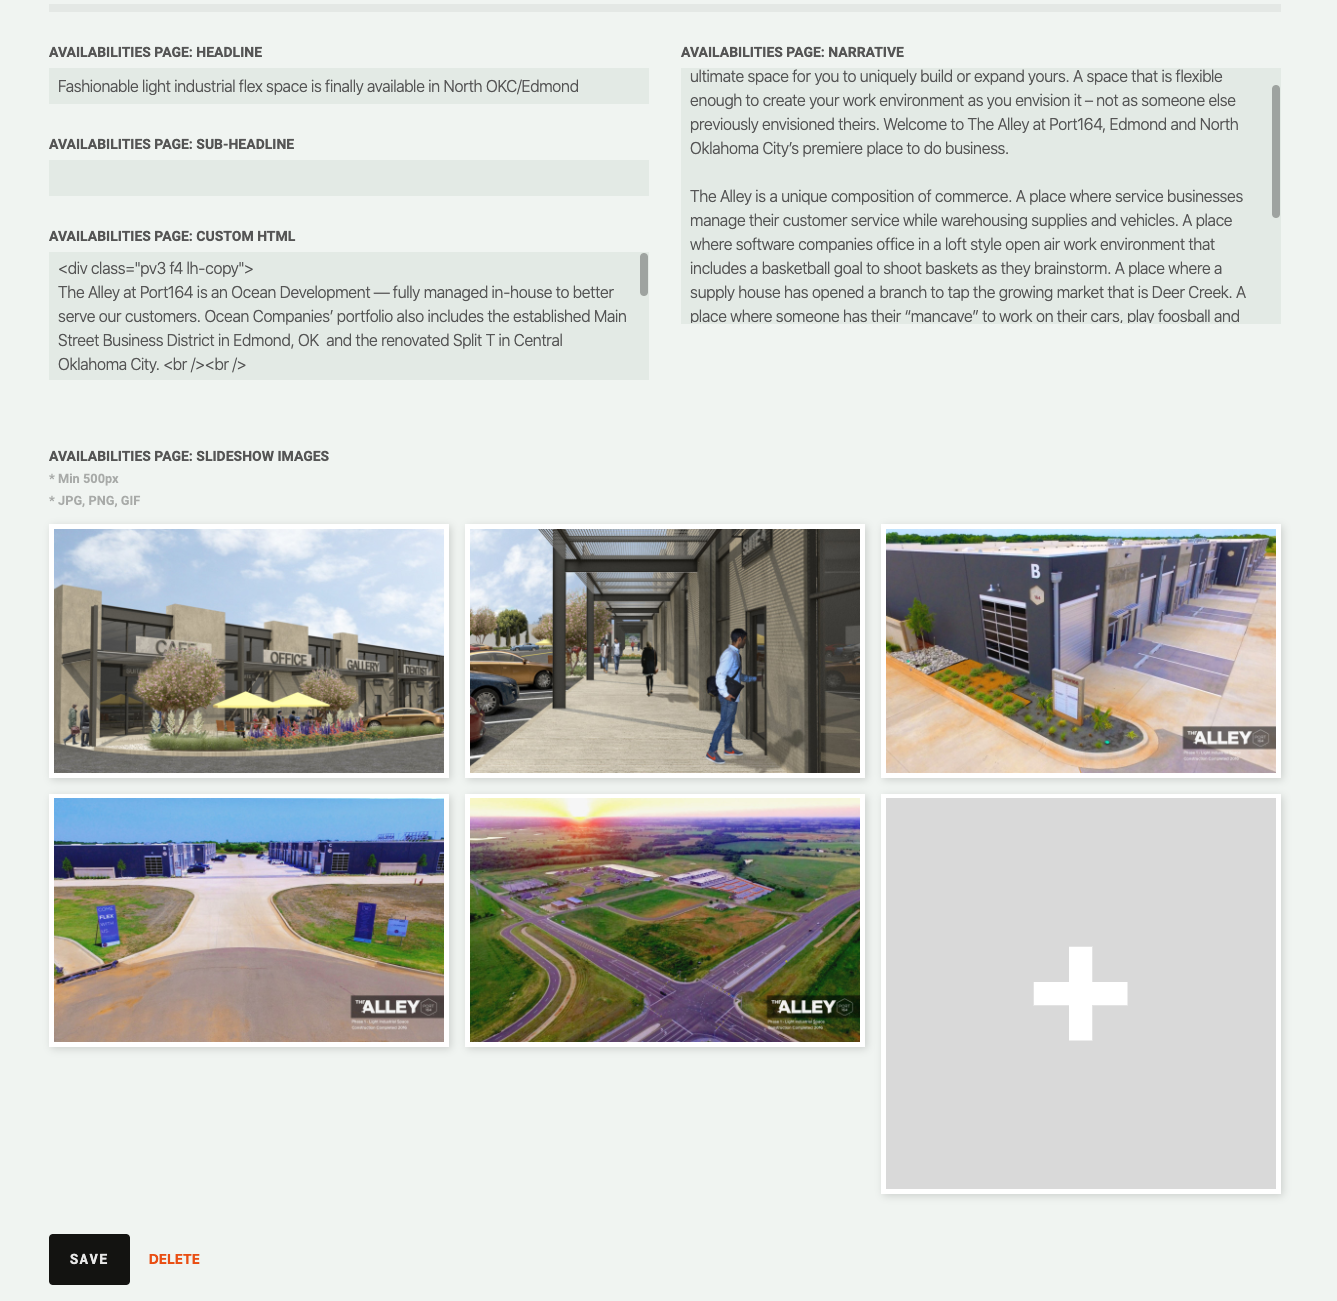 AVAILABILITIES PAGE: HEADLINE
Fashionable light industrial flex space is finally available in North OKC/Edmond
AVAILABILITIES PAGE: SUB-HEADLINE
AVAILABILITIES PAGE: CUSTOM HTML
<div class="pv3 f4 lh-copy">
The Alley at Port164 is an Ocean Development — fully managed in-house to better
serve our customers. Ocean Companies’ portfolio also includes the established Main
Street Business District in Edmond, OK  and the renovated Split T in Central
Oklahoma City. <br /><br />
AVAILABILITIES PAGE: NARRATIVE
ultimate space for you to uniquely build or expand yours. A space that is flexible
enough to create your work environment as you envision it – not as someone else
previously envisioned theirs. Welcome to The Alley at Port164, Edmond and North
Oklahoma City’s premiere place to do business.
The Alley is a unique composition of commerce. A place where service businesses
manage their customer service while warehousing supplies and vehicles. A place
where software companies office in a loft style open air work environment that
includes a basketball goal to shoot baskets as they brainstorm. A place where a
supply house has opened a branch to tap the growing market that is Deer Creek. A
place where someone has their “mancave” to work on their cars, play foosball and
AVAILABILITIES PAGE: SLIDESHOW IMAGES
* Min 500px
* JPG, PNG, GIF
CAFE
OFFICE
GALLERY
DENTIST
SUITE
B
THE ALLEY
FLEX
THE ALLEY
THE ALLEY
SAVE
DELETE